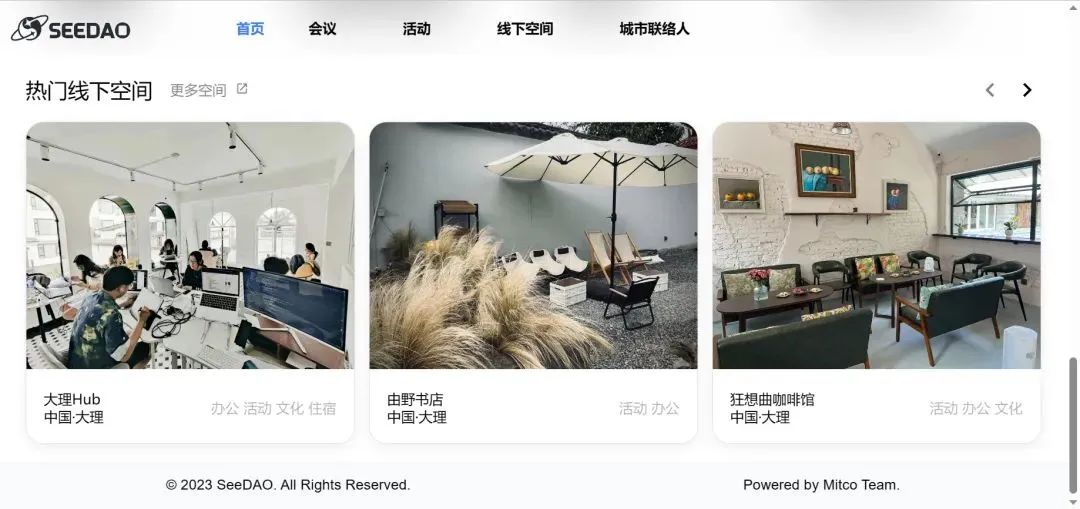 SEEDAO 首页 会议 活动 线下空间 城市联络人
热门线下空间 更多空间
大理Hub
中国·大理
办公 活动 文化 住宿
由野书店
中国·大理
活动 办公
狂想曲咖啡馆
中国·大理
活动 办公 文化
© 2023 SeeDAO. All Rights Reserved. Powered by Mitco Team.